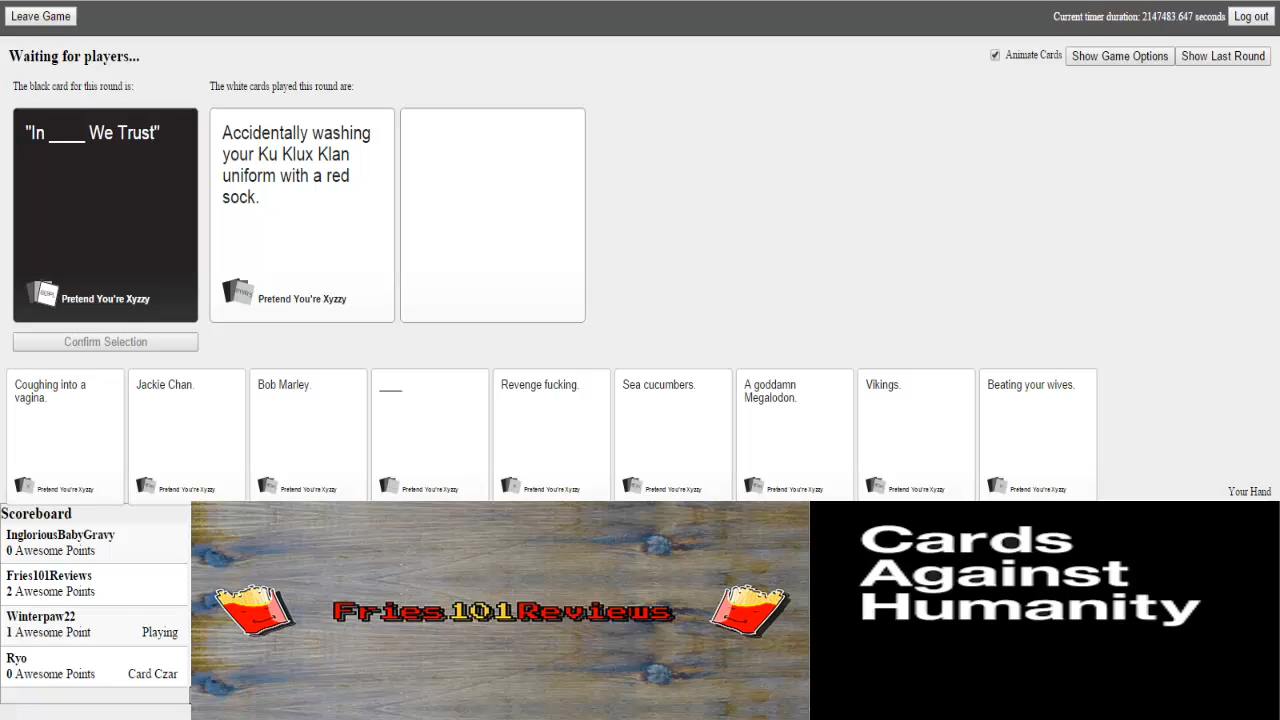 Leave Game
Current timer duration: 2147483.647 seconds
Log out
Waiting for players...
Animate Cards
Show Game Options
Show Last Round
The black card for this round is:
The white cards played this round are:
"In ____ We Trust"
Pretend You're Xyzzy
Accidentally washing
your Ku Klux Klan
uniform with a red
sock.
Pretend You're Xyzzy
Confirm Selection
Coughing into a
vagina.
Pretend You're Xyzzy
Jackie Chan.
Pretend You're Xyzzy
Bob Marley.
Pretend You're Xyzzy
____
Pretend You're Xyzzy
Revenge fucking.
Pretend You're Xyzzy
Sea cucumbers.
Pretend You're Xyzzy
A goddamn
Megalodon.
Pretend You're Xyzzy
Vikings.
Pretend You're Xyzzy
Beating your wives.
Pretend You're Xyzzy
Your Hand
Scoreboard
IngloriousBabyGravy
0 Awesome Points
Fries101Reviews
2 Awesome Points
Winterpaw22
1 Awesome Point
Playing
Ryo
0 Awesome Points
Card Czar
Fries101Reviews
Cards
Against
Humanity